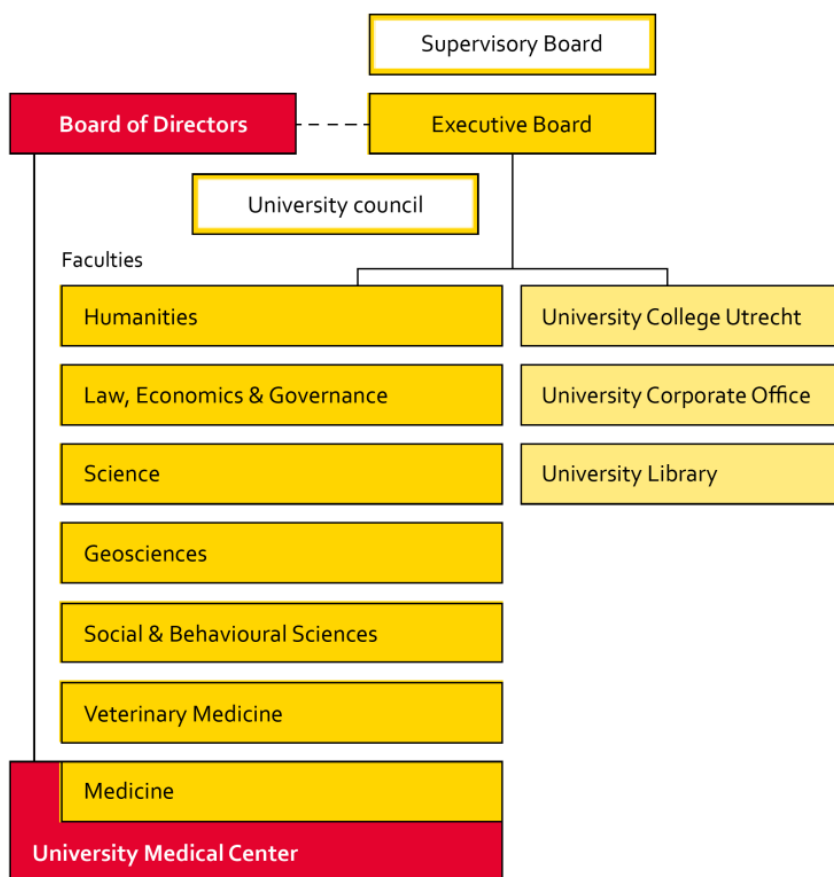 Supervisory Board
Board of Directors
Executive Board
University council
Faculties
Humanities
University College Utrecht
Law, Economics & Governance
University Corporate Office
Science
University Library
Geosciences
Social & Behavioural Sciences
Veterinary Medicine
Medicine
University Medical Center